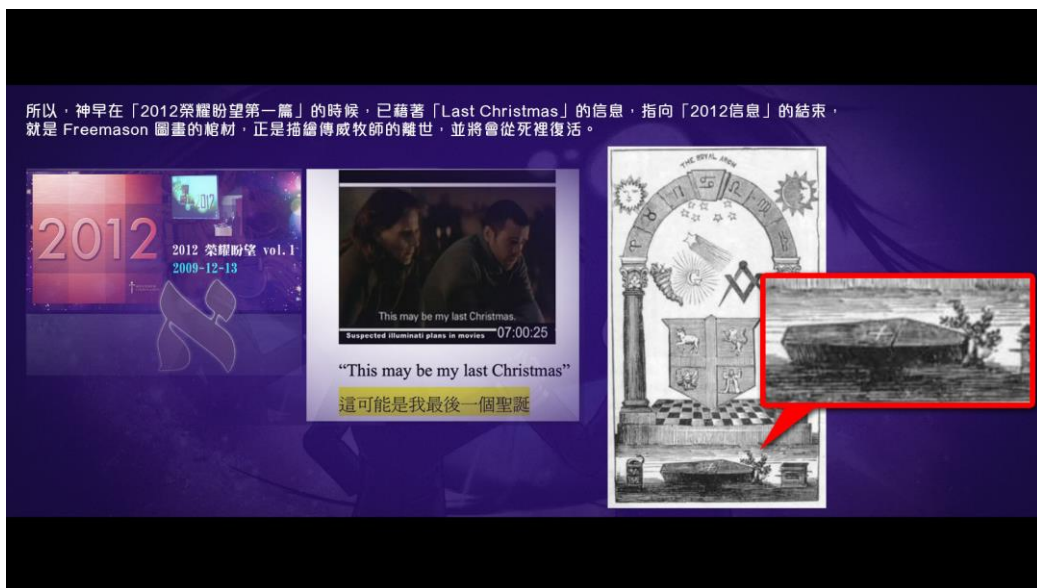 所以，神早在「2012榮耀盼望第一篇」的時候，已藉著「Last Christmas」的信息，指向「2012信息」的結束，
就是 Freemason 圖畫的棺材，正是描繪傳威牧師的離世，並將會從死裡復活。
2012
012
2012 榮耀盼望 vol.1
2009-12-13
א
This may be my last Christmas.
Suspected illuminati plans in movies
07:00:25
“This may be my last Christmas”
這可能是我最後一個聖誕
THE ROYAL ARCH
G